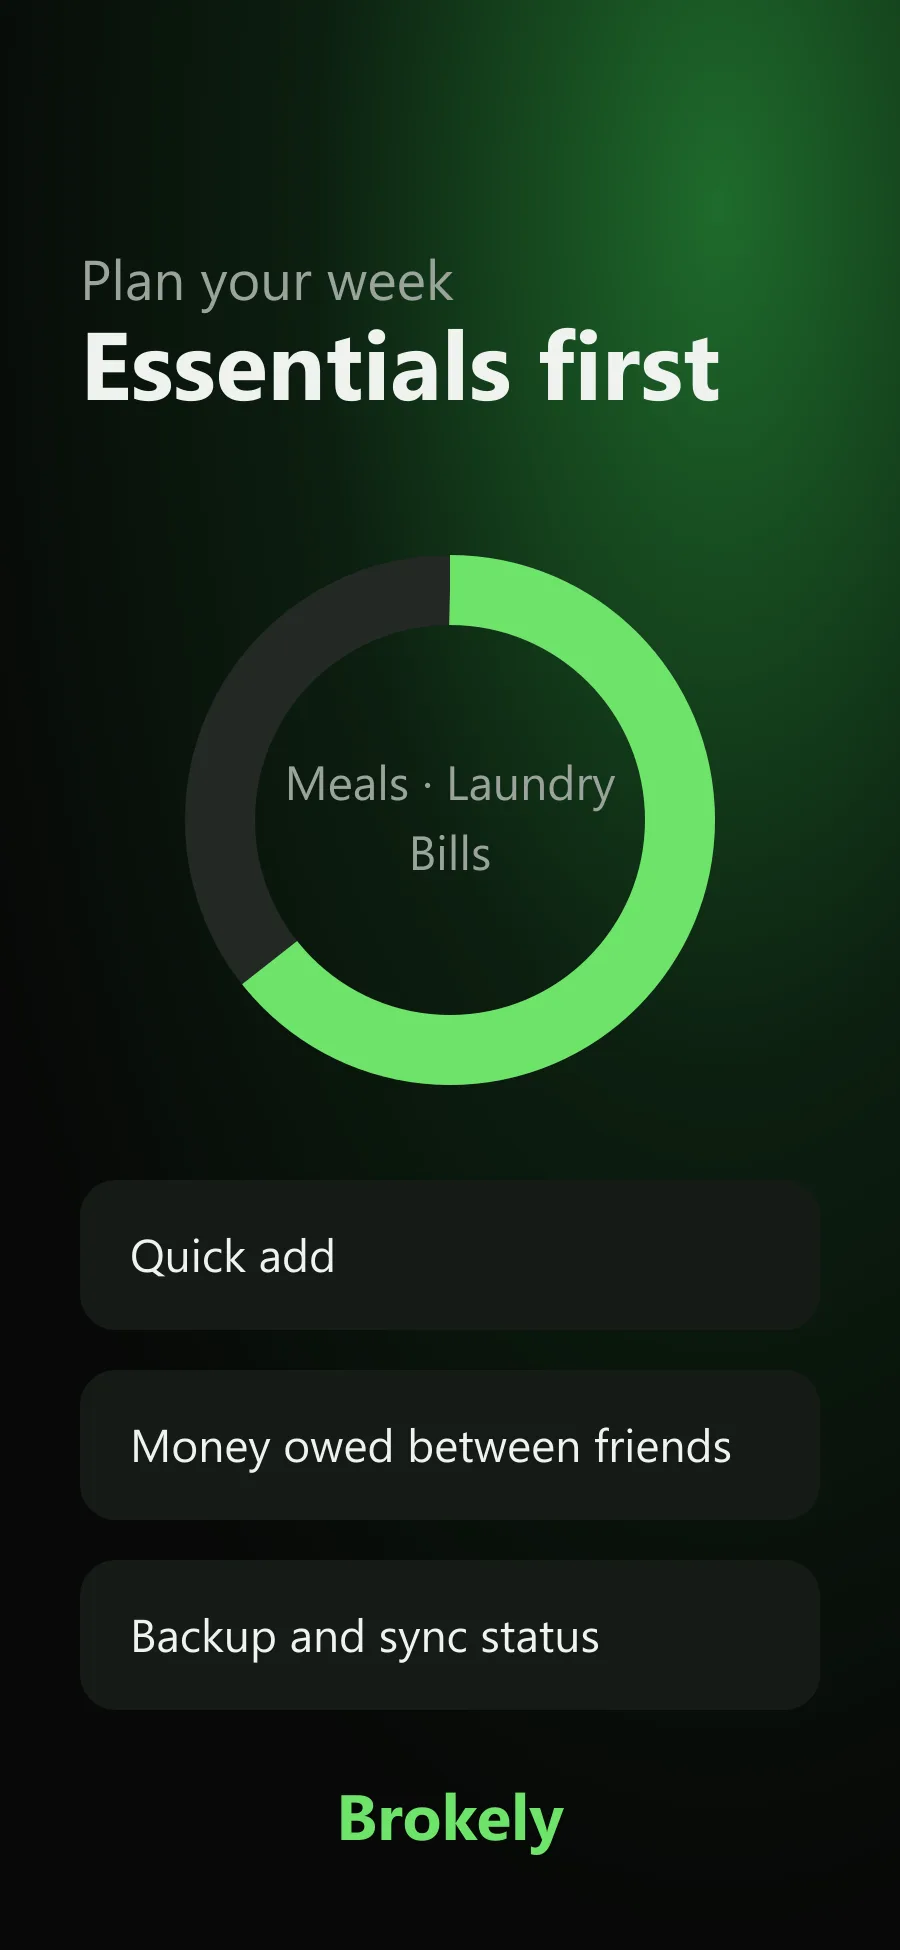 Plan your week
Essentials first
Meals · Laundry
Bills
Quick add
Money owed between friends
Backup and sync status
Brokely